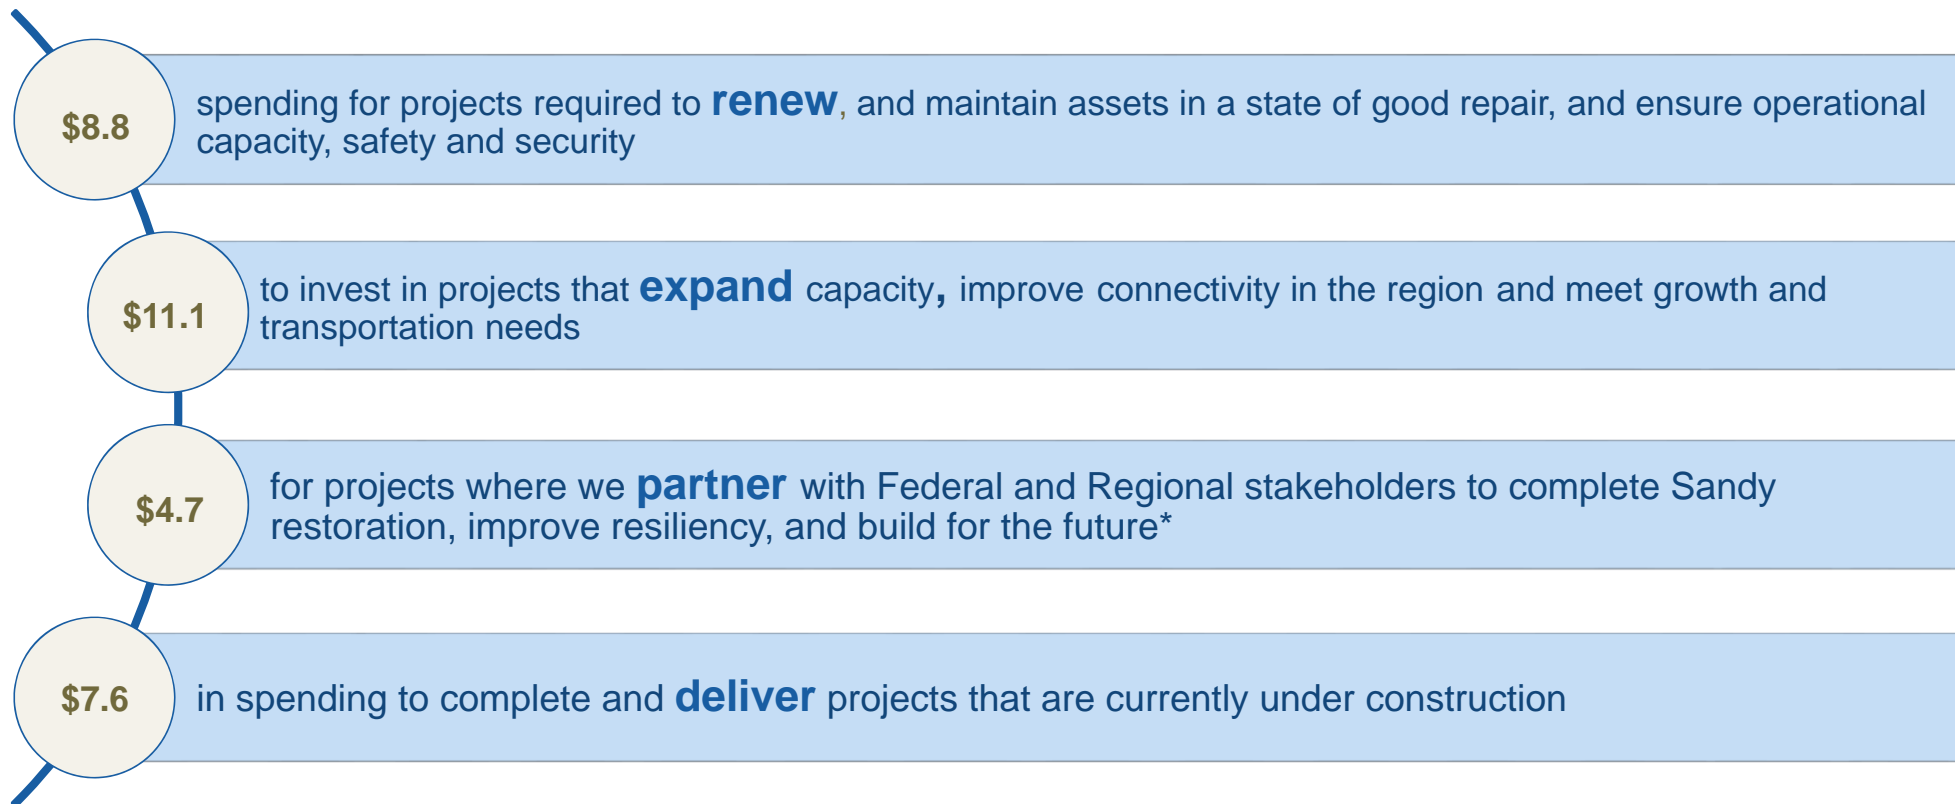 $8.8
spending for projects required to renew, and maintain assets in a state of good repair, and ensure operational
capacity, safety and security
$11.1
to invest in projects that expand capacity, improve connectivity in the region and meet growth and
transportation needs
$4.7
for projects where we partner with Federal and Regional stakeholders to complete Sandy
restoration, improve resiliency, and build for the future*
$7.6
in spending to complete and deliver projects that are currently under construction